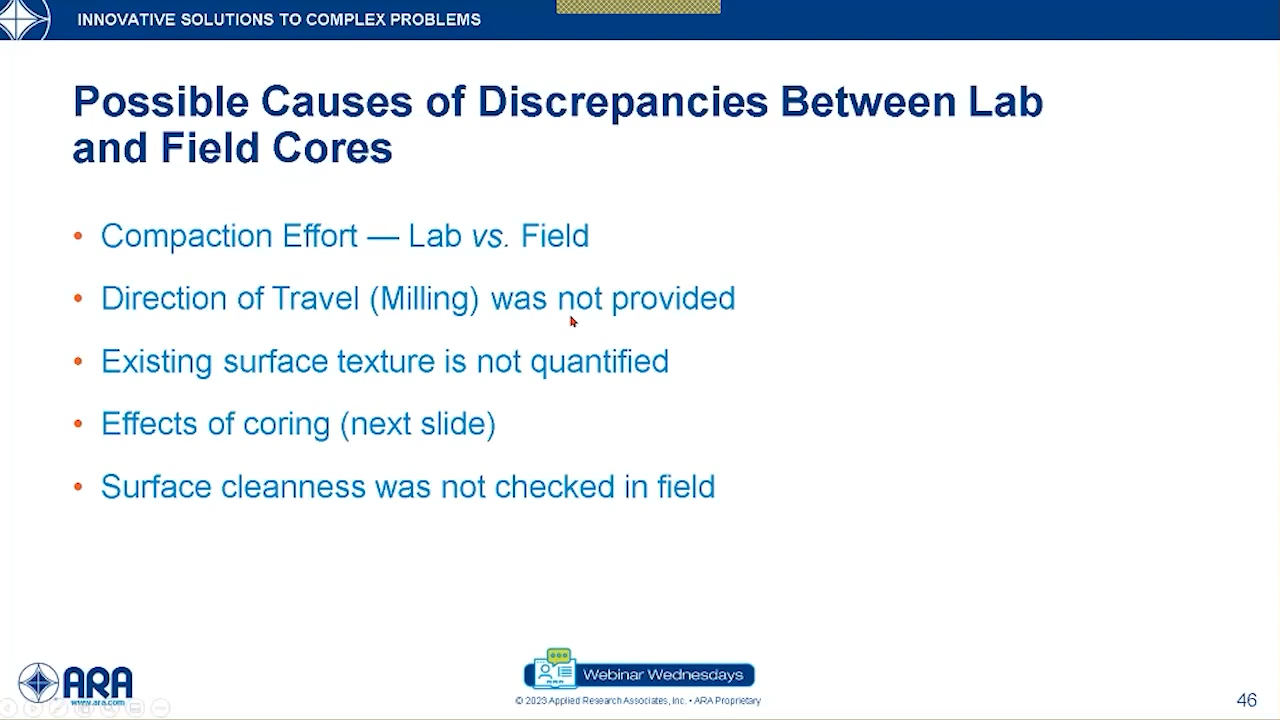 INNOVATIVE SOLUTIONS TO COMPLEX PROBLEMS
Possible Causes of Discrepancies Between Lab
and Field Cores
• Compaction Effort — Lab vs. Field
• Direction of Travel (Milling) was not provided
• Existing surface texture is not quantified
• Effects of coring (next slide)
• Surface cleanness was not checked in field
ARA
www.ara.com
Webinar Wednesdays
© 2023 Applied Research Associates, Inc. • ARA Proprietary
46